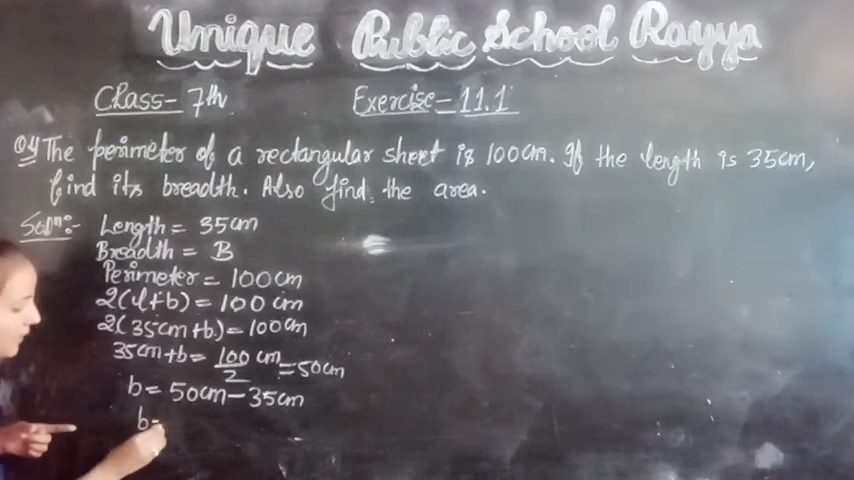 Unique Public School Rayya
Class- 7th Exercise- 11.1
Q4 The perimeter of a rectangular sheet is 100cm. If the length is 35cm,
find its breadth. Also find, the area.
Soln:- Length = 35cm
Breadth = B
Perimeter = 100cm
2(l+b) = 100cm
2(35cm+b) = 100cm
35cm+b = 100/2 cm = 50cm
b = 50cm - 35cm
b =